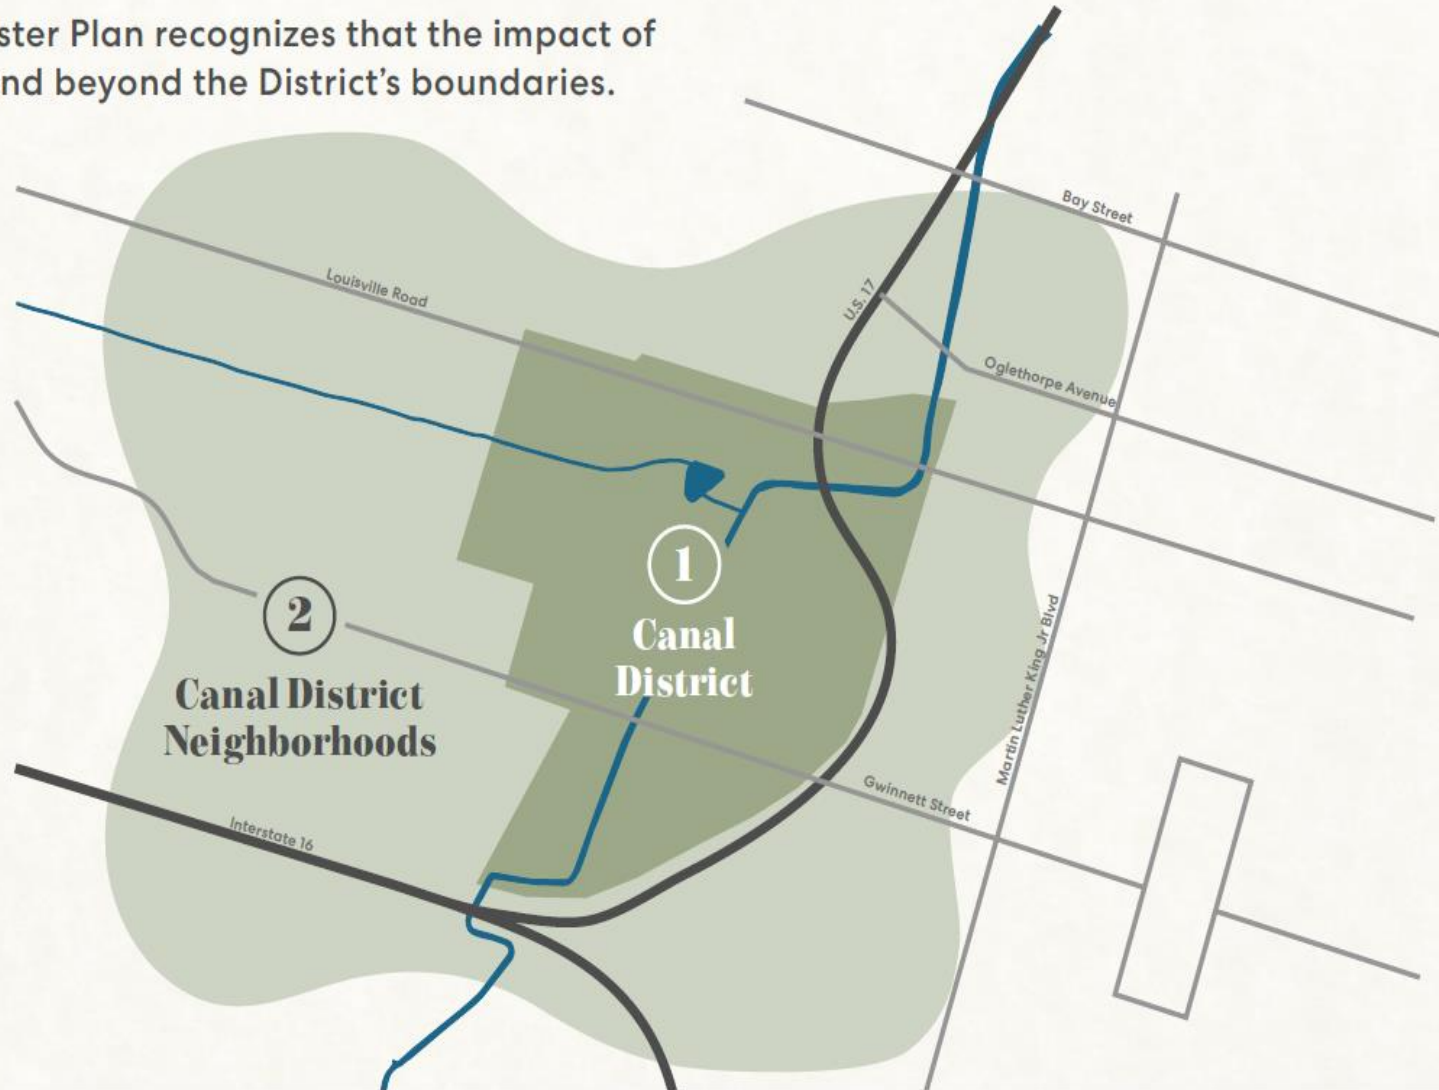 ster Plan recognizes that the impact of
nd beyond the District's boundaries.
Bay Street
Louisville Road
U.S. 17
Oglethorpe Avenue
1
Canal
District
2
Canal District
Neighborhoods
Martin Luther King Jr Blvd
Gwinnett Street
Interstate 16